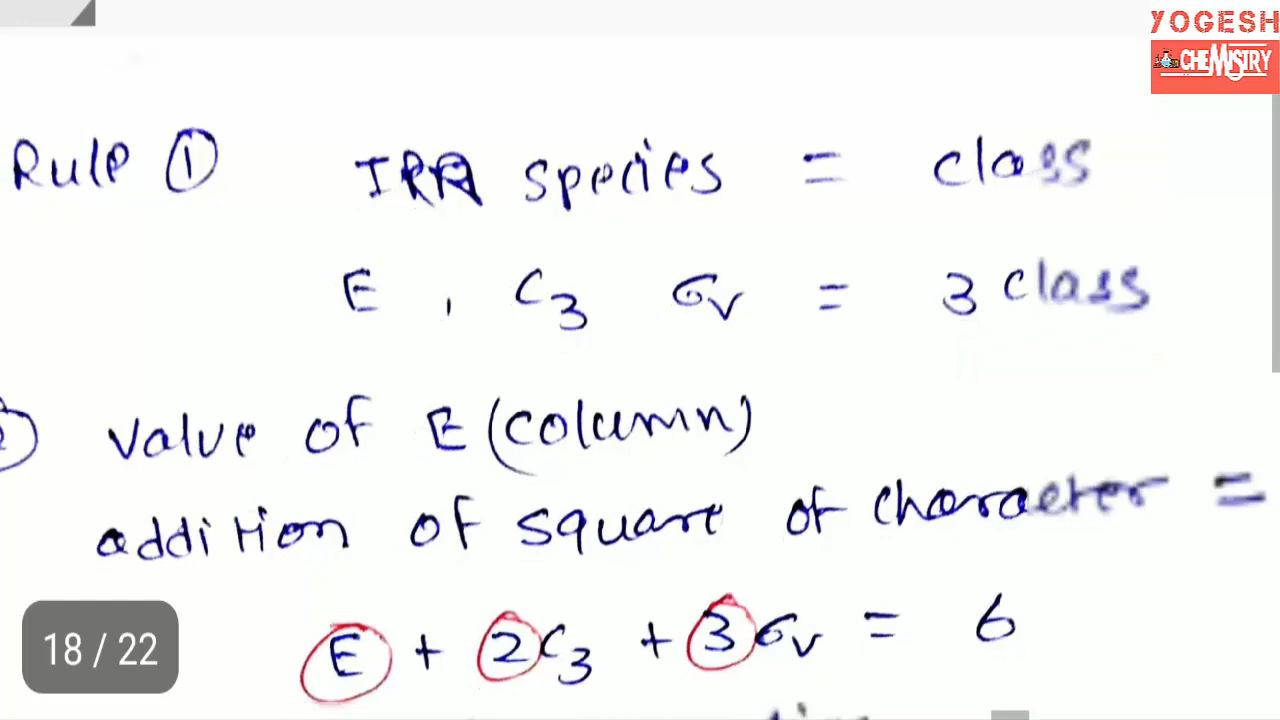 YOGESH
CHEMISTRY
Rule ① IRR species = class
E , C₃ σv = 3 class
Value of E (column)
addition of square of character =
E + 2C₃ + 3σv = 6
18 / 22